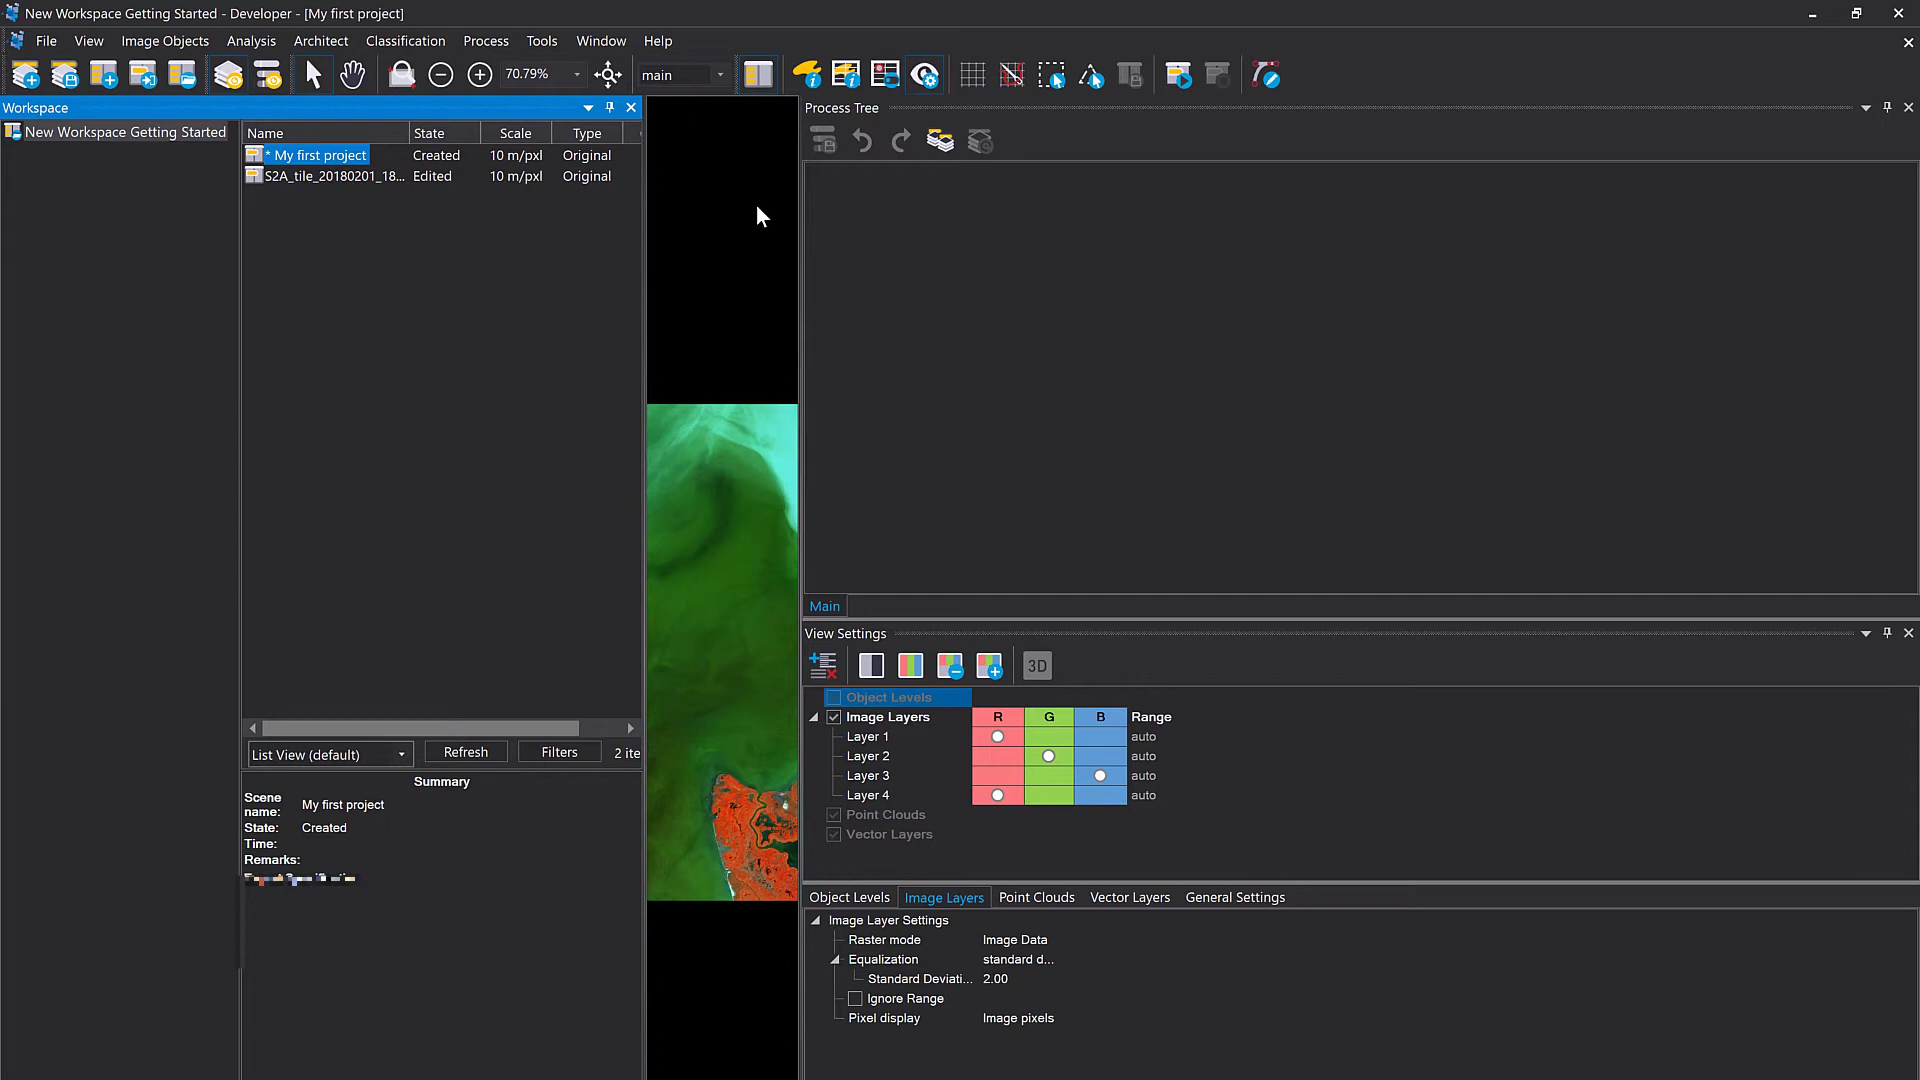 New Workspace Getting Started - Developer - [My first project]
File View Image Objects Analysis Architect Classification Process Tools Window Help
70.79% main
Workspace
New Workspace Getting Started
Name State Scale Type
* My first project Created 10 m/pxl Original
S2A_tile_20180201_18... Edited 10 m/pxl Original
List View (default) Refresh Filters 2 ite
Summary
Scene name: My first project
State: Created
Time:
Remarks:
Process Tree
Main
View Settings
3D
Object Levels
Image Layers R G B Range
Layer 1 auto
Layer 2 auto
Layer 3 auto
Layer 4 auto
Point Clouds
Vector Layers
Object Levels Image Layers Point Clouds Vector Layers General Settings
Image Layer Settings
Raster mode Image Data
Equalization standard d...
Standard Deviati... 2.00
Ignore Range
Pixel display Image pixels